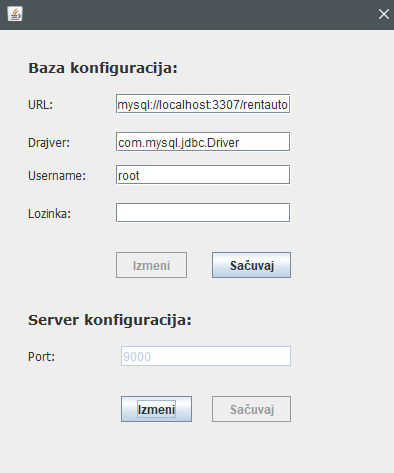 Baza konfiguracija:
URL: mysql://localhost:3307/rentauto
Drajver: com.mysql.jdbc.Driver
Username: root
Lozinka:
Izmeni Sačuvaj
Server konfiguracija:
Port: 9000
Izmeni Sačuvaj